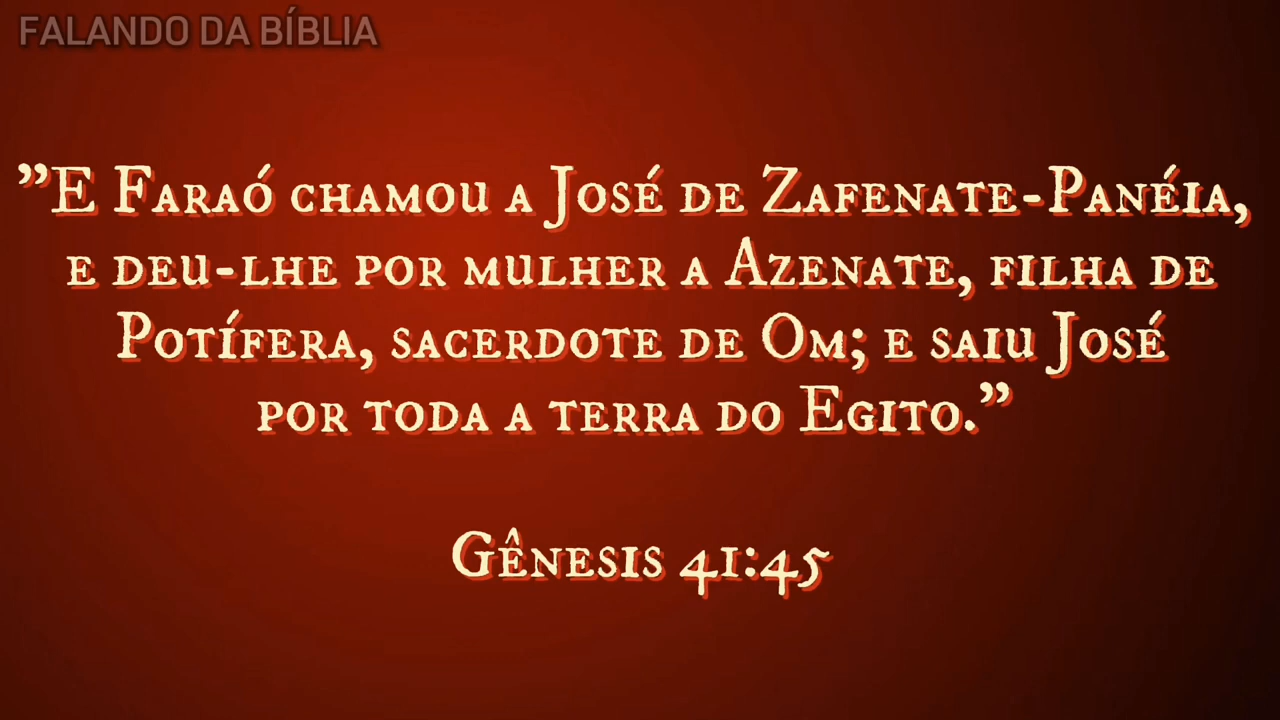 FALANDO DA BÍBLIA
"E Faraó chamou a José de Zafenate-Panéia,
e deu-lhe por mulher a Azenate, filha de
Potífera, sacerdote de Om; e saiu José
por toda a terra do Egito."
Gênesis 41:45